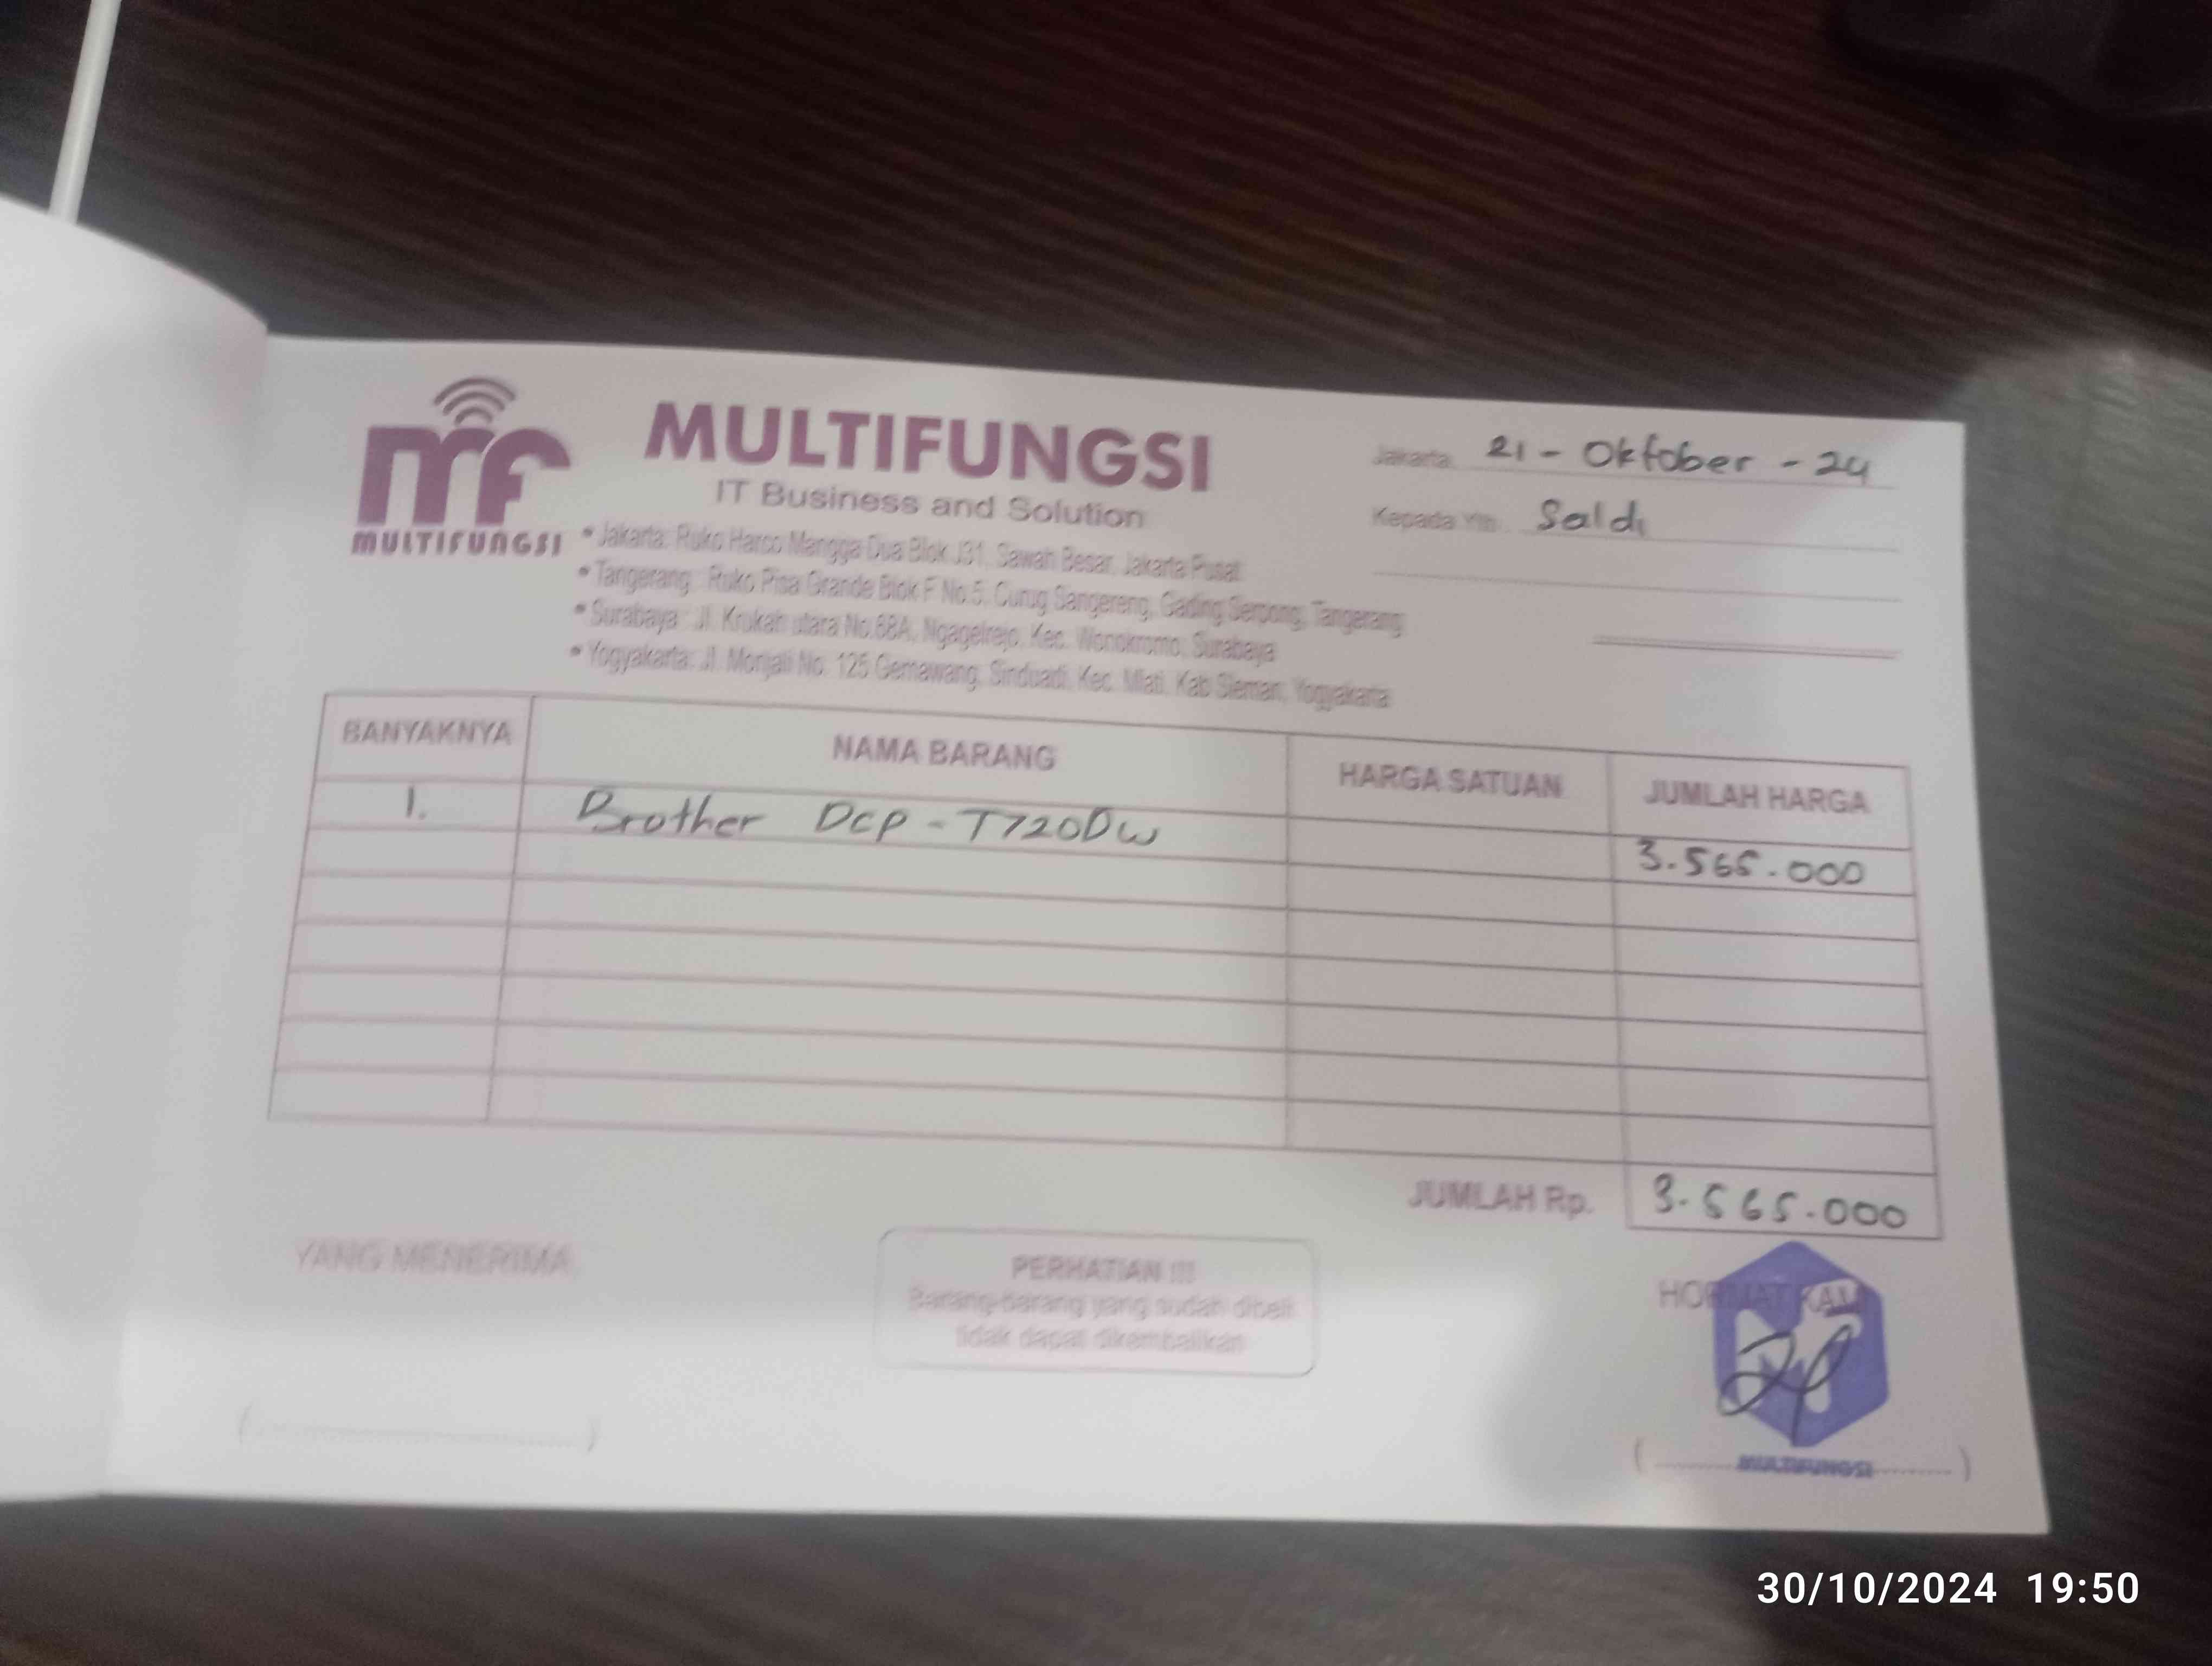 MULTIFUNGSI
IT Business and Solution
mf
MULTIFUNGSI
• Jakarta: Ruko Harco Mangga Dua Blok J31, Sawah Besar, Jakarta Pusat
• Tangerang : Ruko Pisa Grande Blok F No.5, Curug Sangereng, Gading Serpong, Tangerang
• Surabaya : Jl. Krukah utara No.68A, Ngagelrejo, Kec. Wonokromo, Surabaya
• Yogyakarta: Jl. Monjali No. 125 Gemawang, Sinduadi, Kec. Mlati, Kab Sleman, Yogyakarta
Jakarta, 21 - Oktober - 24
Kepada Yth. Saldi
BANYAKNYA NAMA BARANG HARGA SATUAN JUMLAH HARGA
1. Brother DCP - T720DW 3.565.000
JUMLAH Rp. 3.565.000
YANG MENERIMA
PERHATIAN !!!
Barang-barang yang sudah dibeli
tidak dapat dikembalikan
HORMAT KAMI
MULTIFUNGSI
30/10/2024 19:50